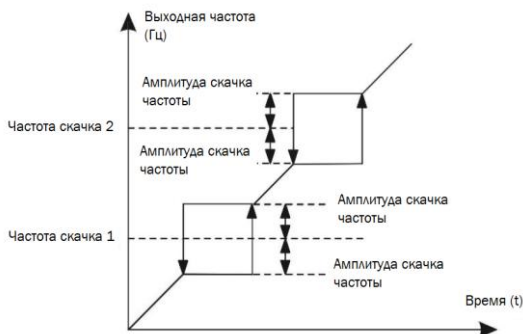 Выходная частота
(Гц)
Амплитуда скачка
частоты
Частота скачка 2
Амплитуда скачка
частоты
Амплитуда скачка
частоты
Частота скачка 1
Амплитуда скачка
частоты
Время (t)